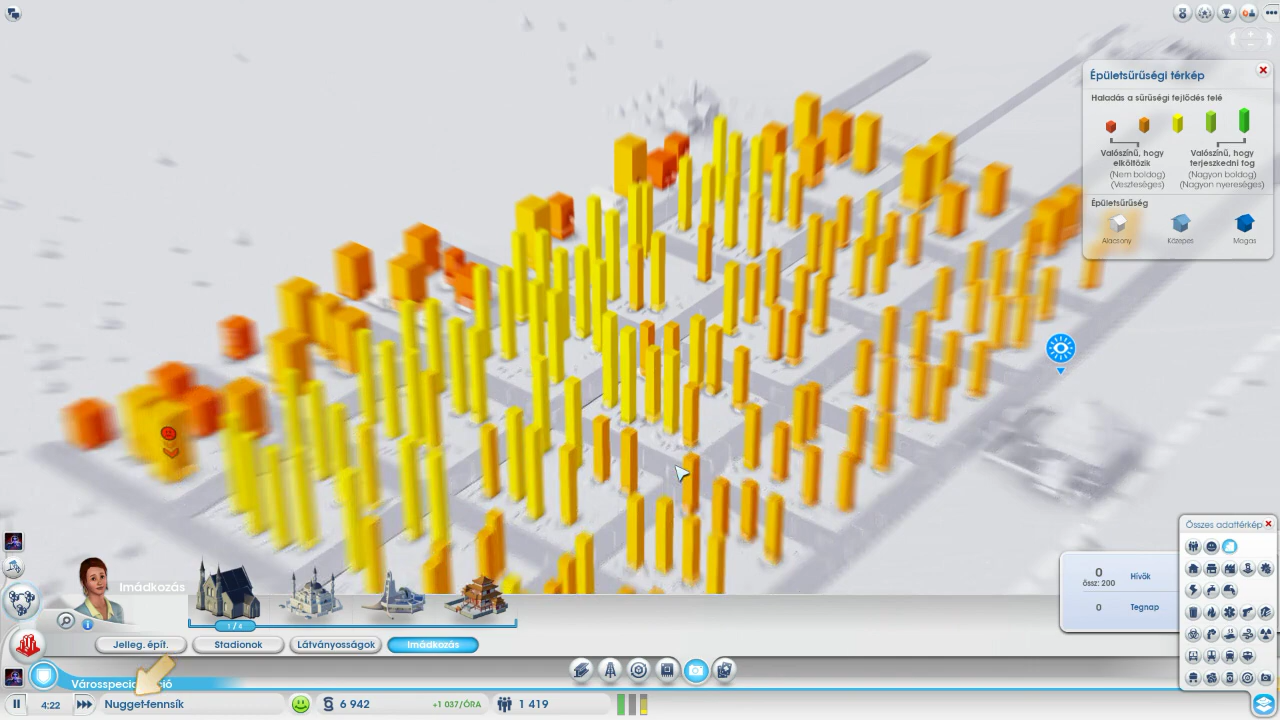 Épületsűrűségi térkép
Haladás a sűrűségi fejlődés felé
Valószínű, hogy elköltözik
(Nem boldog)
(Veszteséges)
Valószínű, hogy terjeszkedni fog
(Nagyon boldog)
(Nagyon nyereséges)
Épületsűrűség
Alacsony
Közepes
Magas
Összes adattérkép
0
össz: 200
Hívők
0
Tegnap
Imádkozás
1 / 4
Jelleg. épít.
Stadionok
Látványosságok
Imádkozás
4:22
Nugget-fennsík
6 942
+1 037/ÓRA
1 419